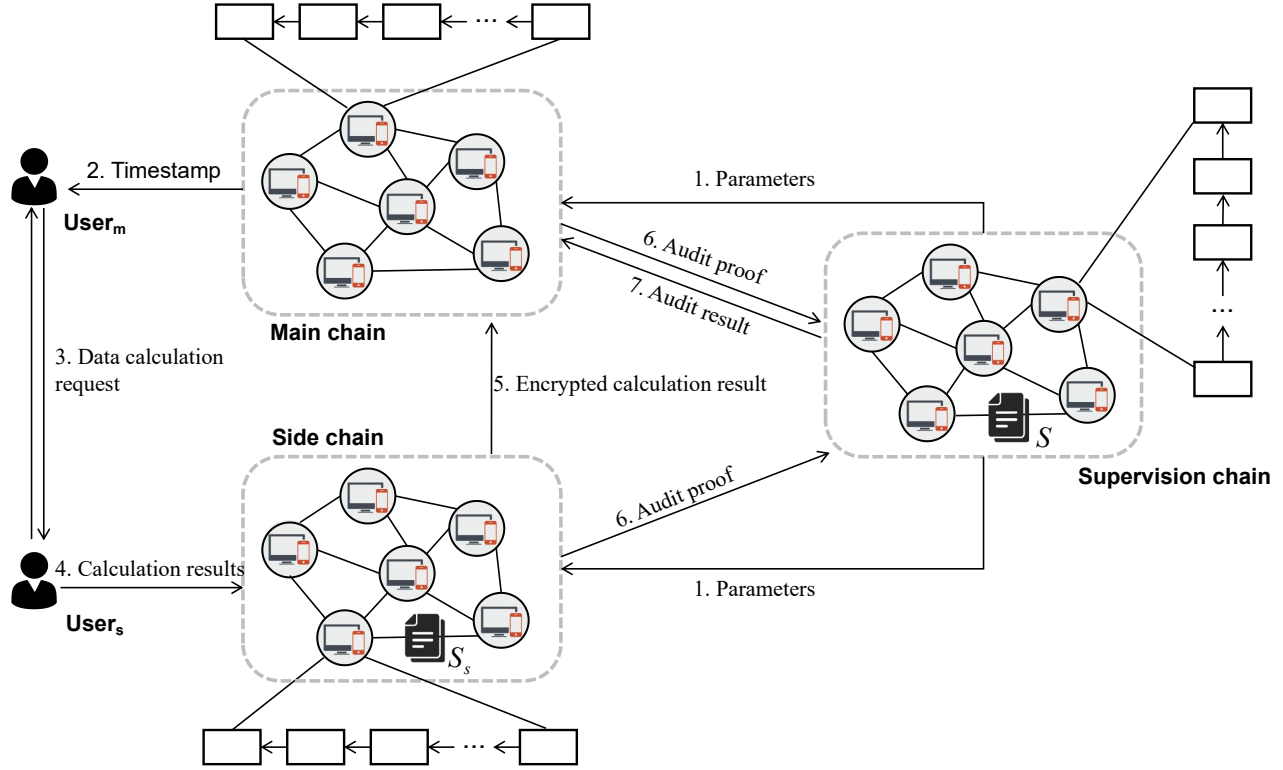 ...
2. Timestamp
User_m
1. Parameters
6. Audit proof
7. Audit result
...
Main chain
3. Data calculation
request
5. Encrypted calculation result
S
Side chain
Supervision chain
6. Audit proof
4. Calculation results
1. Parameters
User_s
S_s
...